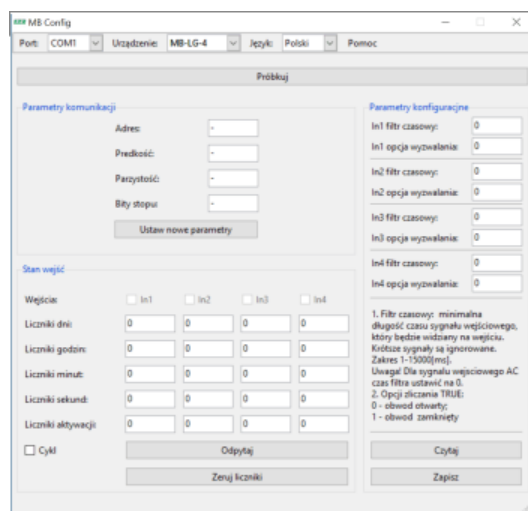 MB Config
Port: COM1 Urządzenie: MB-LG-4 Język: Polski Pomoc
Próbkuj
Parametry komunikacji
Adres: -
Predkość: -
Parzystość: -
Bity stopu: -
Ustaw nowe parametry
Parametry konfiguracjne
In1 filtr czasowy: 0
In1 opcja wyzwalania: 0
In2 filtr czasowy: 0
In2 opcja wyzwalania: 0
In3 filtr czasowy: 0
In3 opcja wyzwalania: 0
In4 filtr czasowy: 0
In4 opcja wyzwalania: 0
Stan wejść
Wejścia: In1 In2 In3 In4
Liczniki dni: 0 0 0 0
Liczniki godzin: 0 0 0 0
Liczniki minut: 0 0 0 0
Liczniki sekund: 0 0 0 0
Liczniki aktywacji: 0 0 0 0
Cykl
Odpytaj
Zeruj liczniki
1. Filtr czasowy: minimalna
długość czasu sygnału wejściowego,
który będzie widziany na wejściu.
Krótsze sygnały są ignorowane.
Zakres 1-15000[ms].
Uwaga! Dla sygnalu wejsciowego AC
czas filtra ustawić na 0.
2. Opcji zliczania TRUE:
0 - obwod otwarty;
1 - obwod zamknięty
Czytaj
Zapisz